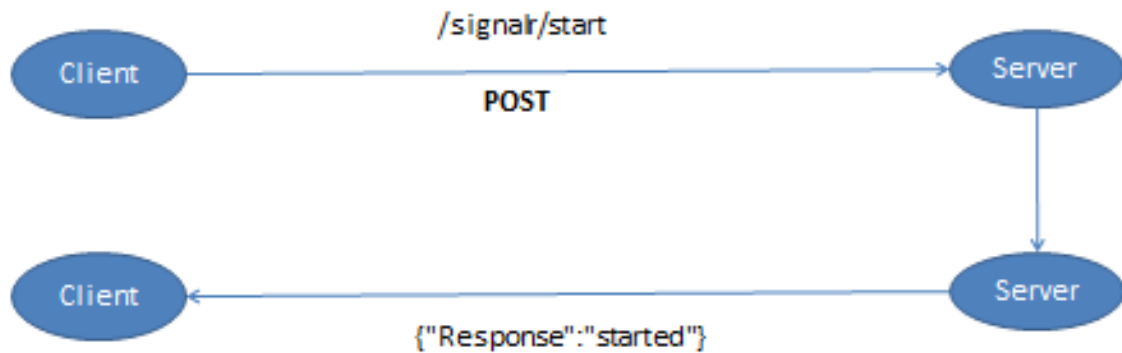 /signalr/start
Client
Server
POST
Client
Server
{"Response":"started"}